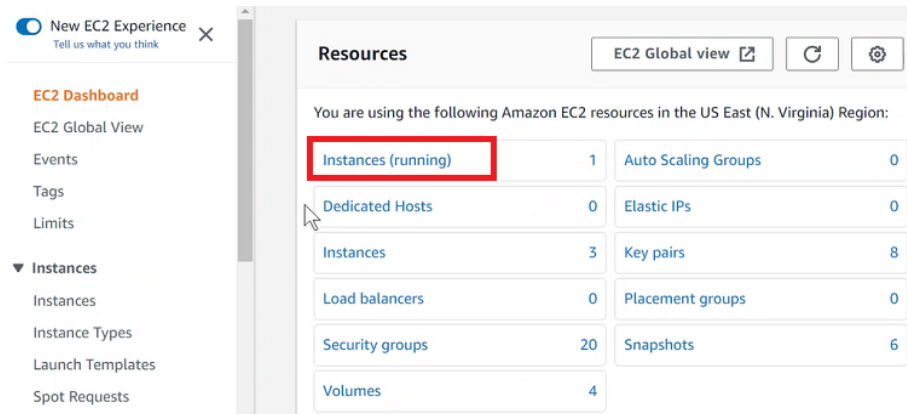 New EC2 Experience
Tell us what you think
EC2 Dashboard
EC2 Global View
Events
Tags
Limits
Instances
Instances
Instance Types
Launch Templates
Spot Requests
Resources
EC2 Global view
You are using the following Amazon EC2 resources in the US East (N. Virginia) Region:
Instances (running) 1 Auto Scaling Groups 0
Dedicated Hosts 0 Elastic IPs 0
Instances 3 Key pairs 8
Load balancers 0 Placement groups 0
Security groups 20 Snapshots 6
Volumes 4